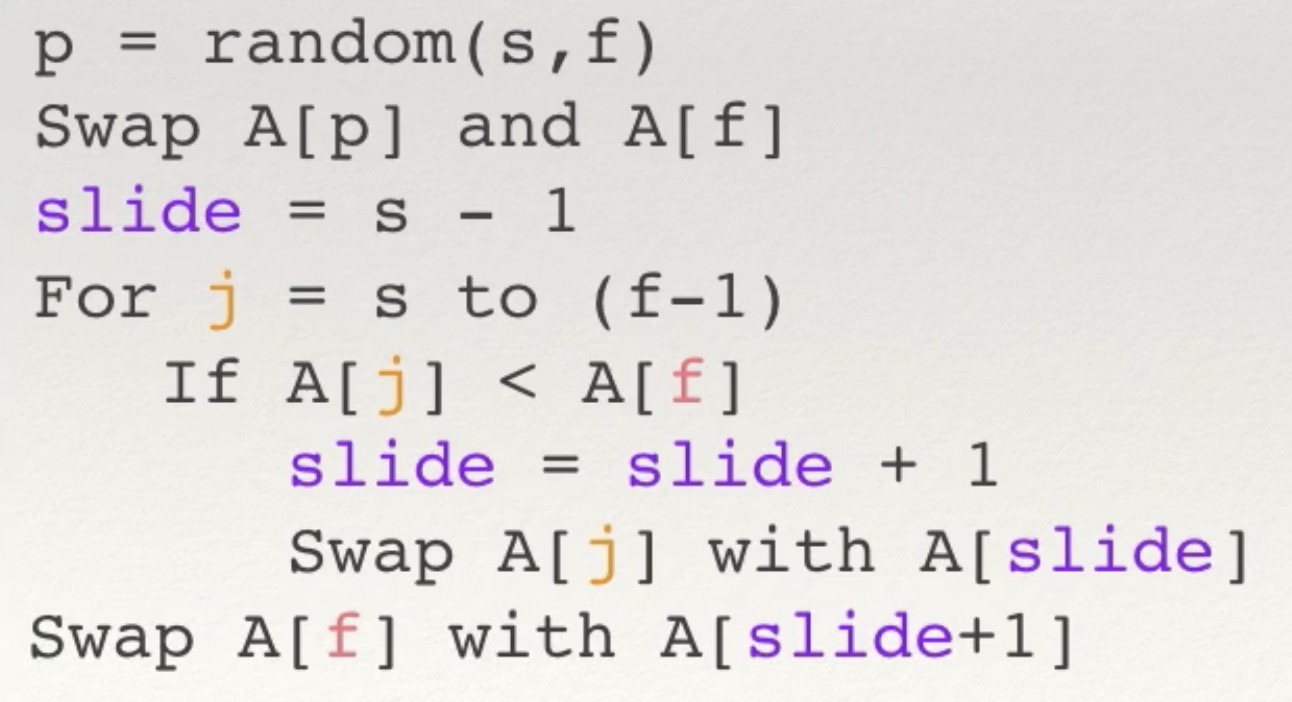 p = random(s,f)
Swap A[p] and A[f]
slide = s - 1
For j = s to (f-1)
If A[j] < A[f]
slide = slide + 1
Swap A[j] with A[slide]
Swap A[f] with A[slide+1]